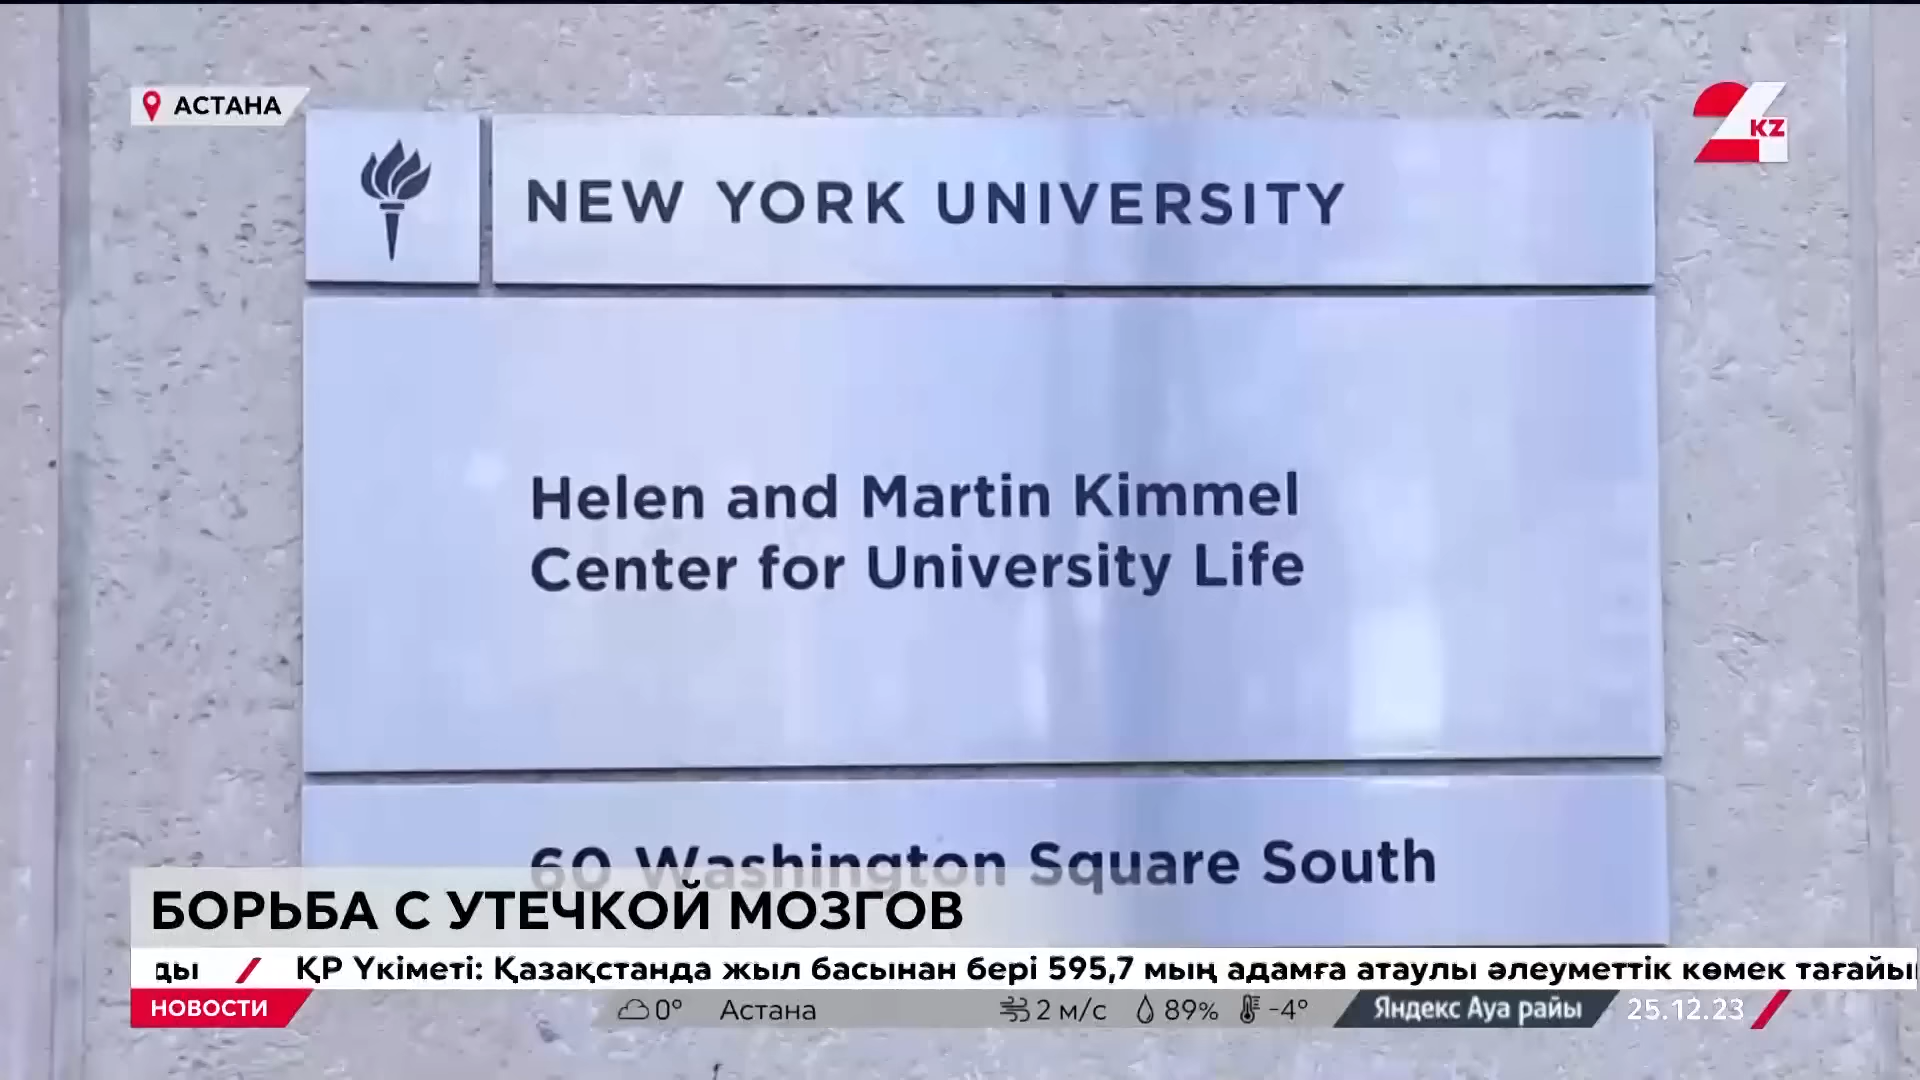 АСТАНА
24 KZ
NEW YORK UNIVERSITY
Helen and Martin Kimmel
Center for University Life
60 Washington Square South
БОРЬБА С УТЕЧКОЙ МОЗГОВ
ды / ҚР Үкіметі: Қазақстанда жыл басынан бері 595,7 мың адамға атаулы әлеуметтік көмек
НОВОСТИ 0° Астана 2 м/с 89% -4° Яндекс Ауа райы 25.12.23